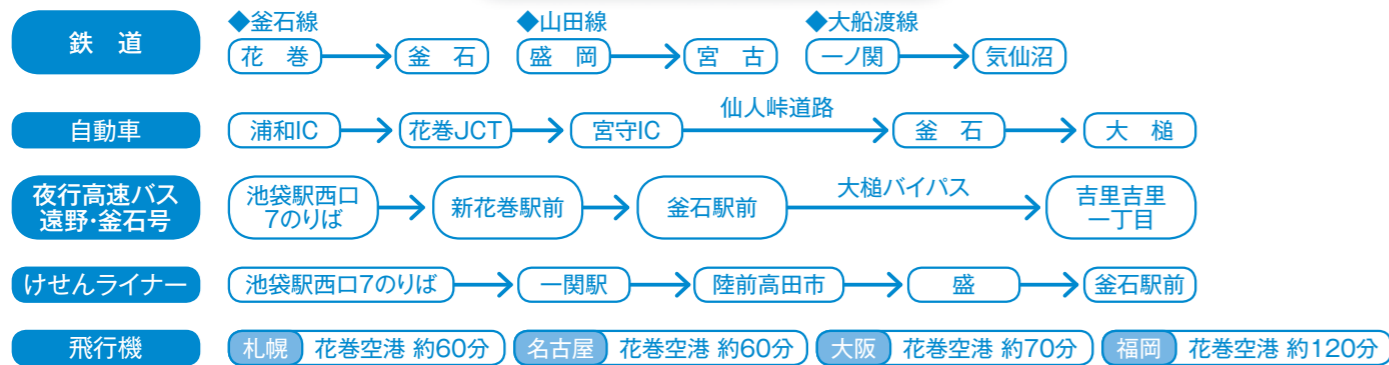 鉄 道
◆釜石線
花 巻 釜 石
◆山田線
盛 岡 宮 古
◆大船渡線
一ノ関 気仙沼
自動車
浦和IC 花巻JCT 宮守IC 仙人峠道路 釜 石 大 槌
夜行高速バス
遠野・釜石号
池袋駅西口
7のりば
新花巻駅前
釜石駅前
大槌バイパス
吉里吉里
一丁目
けせんライナー
池袋駅西口7のりば 一関駅 陸前高田市 盛 釜石駅前
飛行機
札幌 花巻空港 約60分 名古屋 花巻空港 約60分 大阪 花巻空港 約70分 福岡 花巻空港 約120分